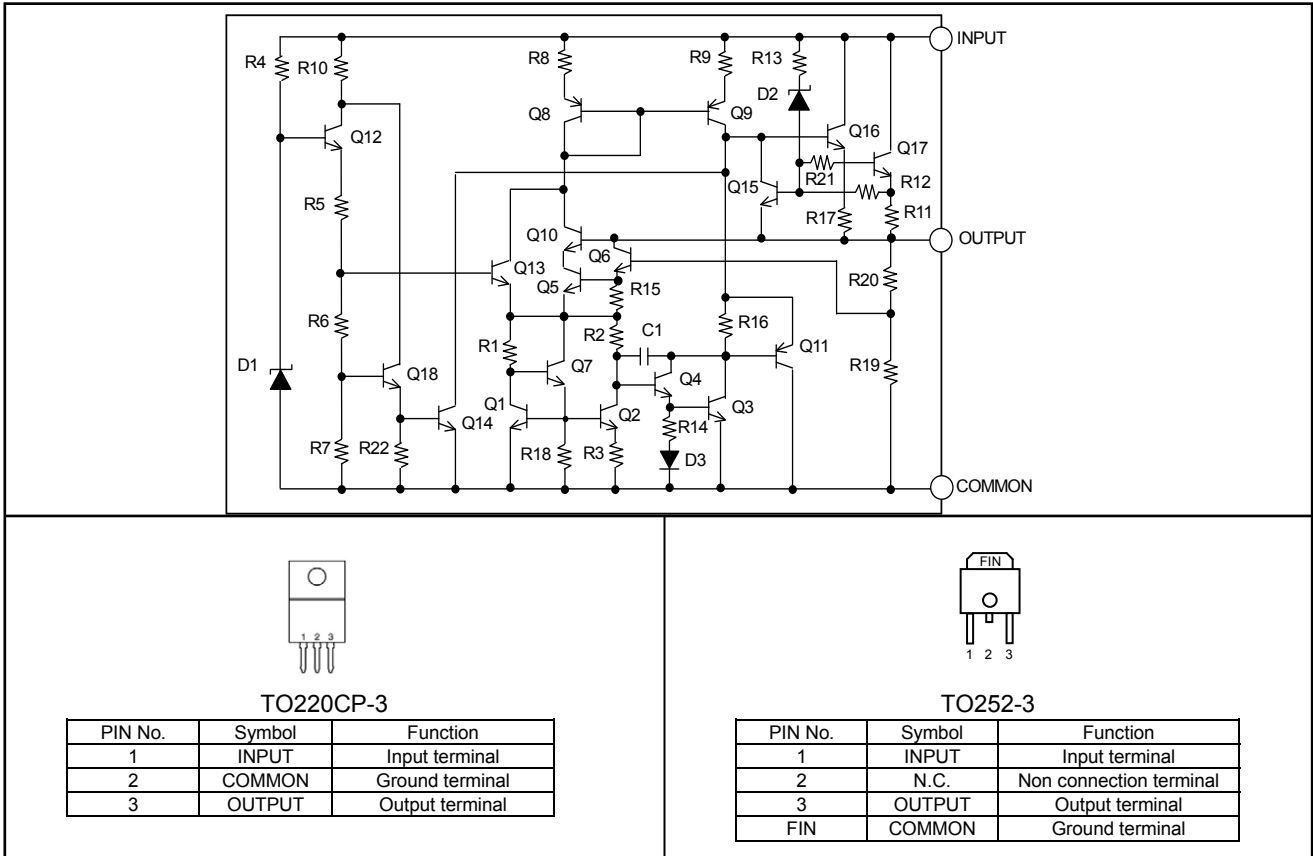 INPUT
R4
R10
R8
R9
R13
D2
Q8
Q9
Q12
Q16
Q17
R21
R12
Q15
R5
R17
R11
OUTPUT
Q10
Q6
Q13
Q5
R15
R20
R6
R2
C1
R16
R1
Q11
D1
Q7
R19
Q18
Q4
Q1
Q2
Q3
Q14
R14
R7
R22
R18
R3
D3
COMMON
1 2 3
TO220CP-3
PIN No. Symbol Function
1 INPUT Input terminal
2 COMMON Ground terminal
3 OUTPUT Output terminal
FIN
1 2 3
TO252-3
PIN No. Symbol Function
1 INPUT Input terminal
2 N.C. Non connection terminal
3 OUTPUT Output terminal
FIN COMMON Ground terminal